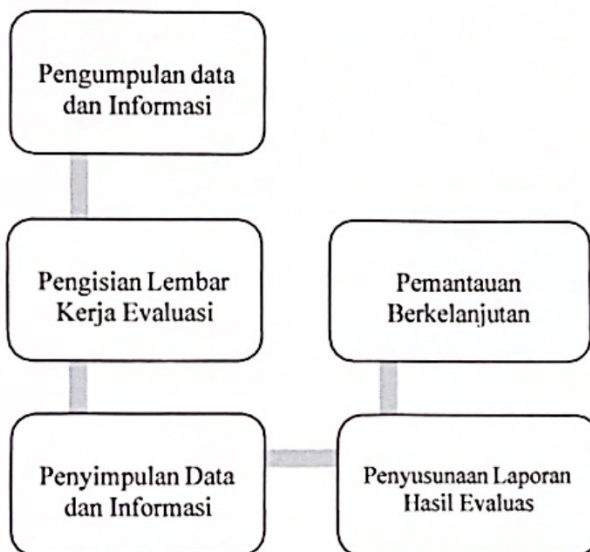 Pengumpulan data
dan Informasi
Pengisian Lembar
Kerja Evaluasi
Penyimpulan Data
dan Informasi
Penyusunaan Laporan
Hasil Evaluas
Pemantauan
Berkelanjutan